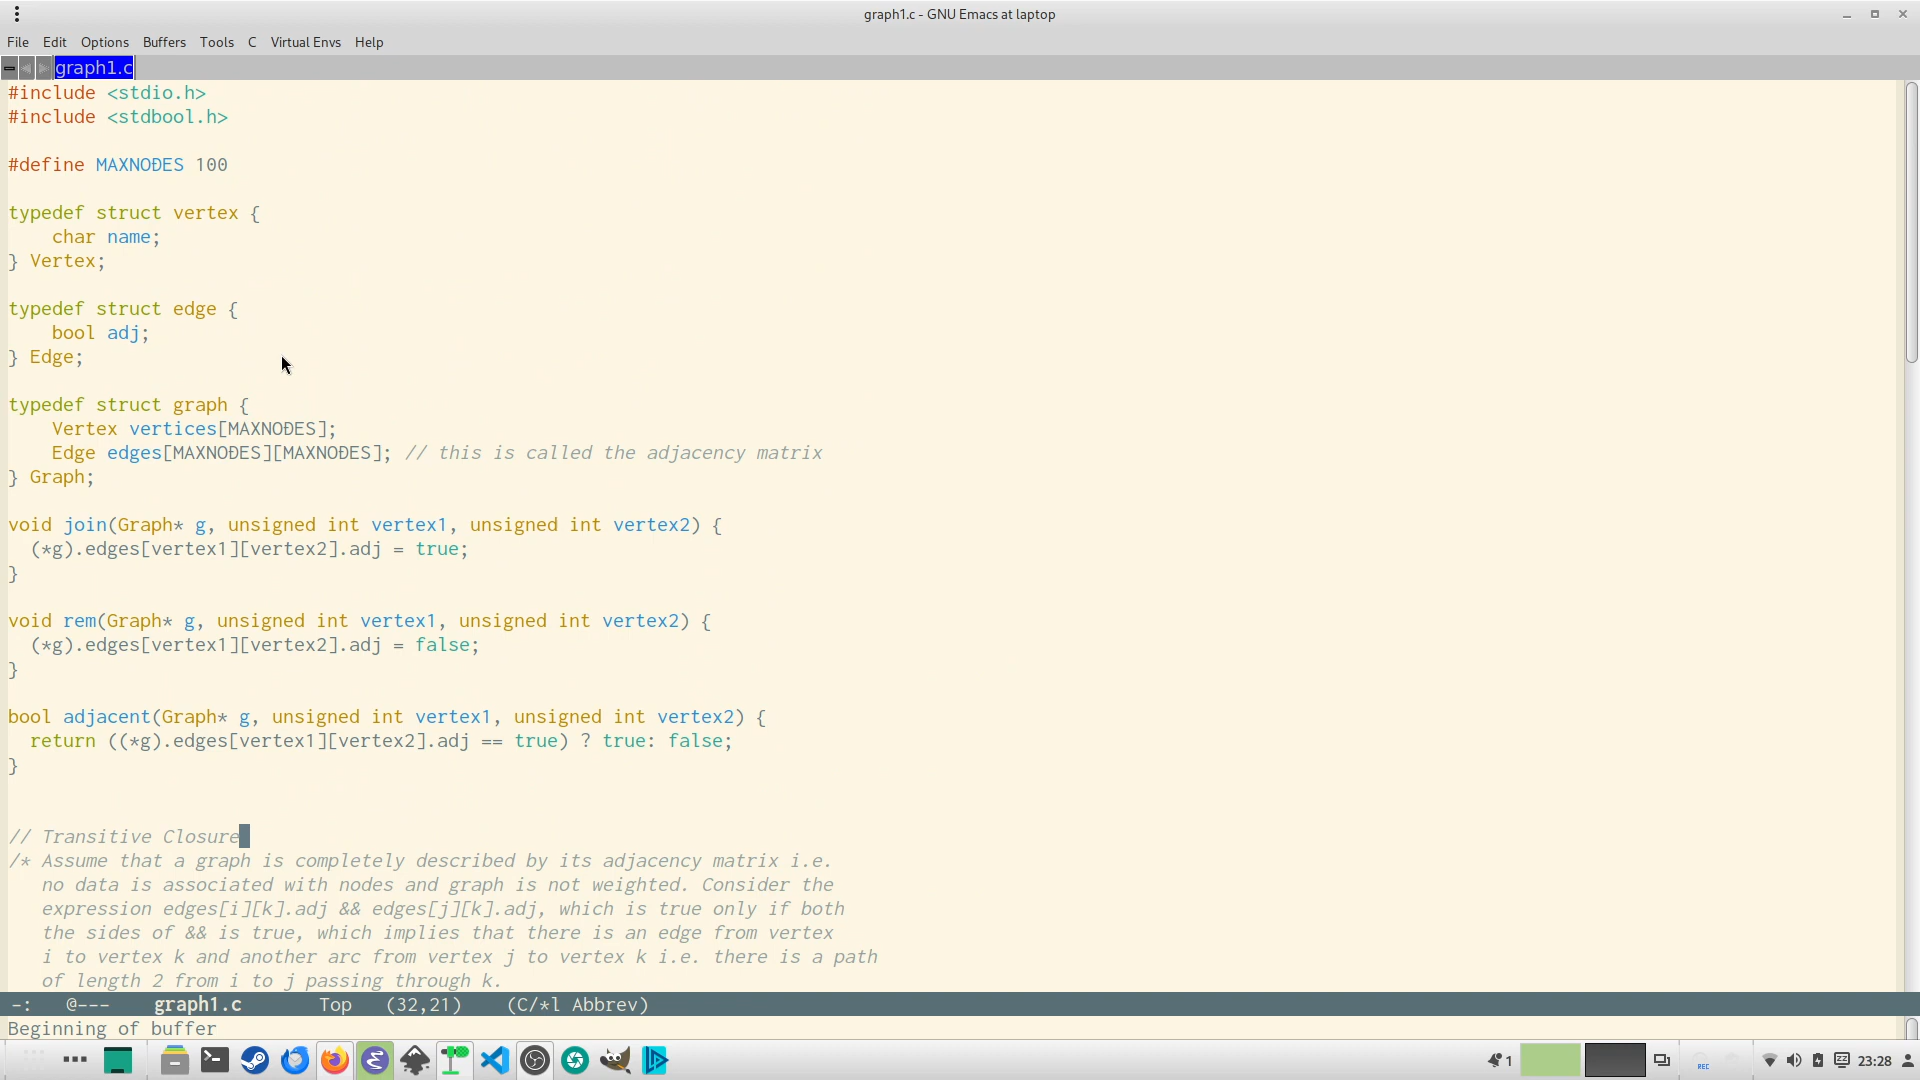 graph1.c - GNU Emacs at laptop
File Edit Options Buffers Tools C Virtual Envs Help
graph1.c
#include <stdio.h>
#include <stdbool.h>
#define MAXNODES 100
typedef struct vertex {
char name;
} Vertex;
typedef struct edge {
bool adj;
} Edge;
typedef struct graph {
Vertex vertices[MAXNODES];
Edge edges[MAXNODES][MAXNODES]; // this is called the adjacency matrix
} Graph;
void join(Graph* g, unsigned int vertex1, unsigned int vertex2) {
(*g).edges[vertex1][vertex2].adj = true;
}
void rem(Graph* g, unsigned int vertex1, unsigned int vertex2) {
(*g).edges[vertex1][vertex2].adj = false;
}
bool adjacent(Graph* g, unsigned int vertex1, unsigned int vertex2) {
return ((*g).edges[vertex1][vertex2].adj == true) ? true: false;
}
// Transitive Closure
/* Assume that a graph is completely described by its adjacency matrix i.e.
no data is associated with nodes and graph is not weighted. Consider the
expression edges[i][k].adj && edges[j][k].adj, which is true only if both
the sides of && is true, which implies that there is an edge from vertex
i to vertex k and another arc from vertex j to vertex k i.e. there is a path
of length 2 from i to j passing through k.
-: @--- graph1.c Top (32,21) (C/*l Abbrev)
Beginning of buffer
1 REC 23:28